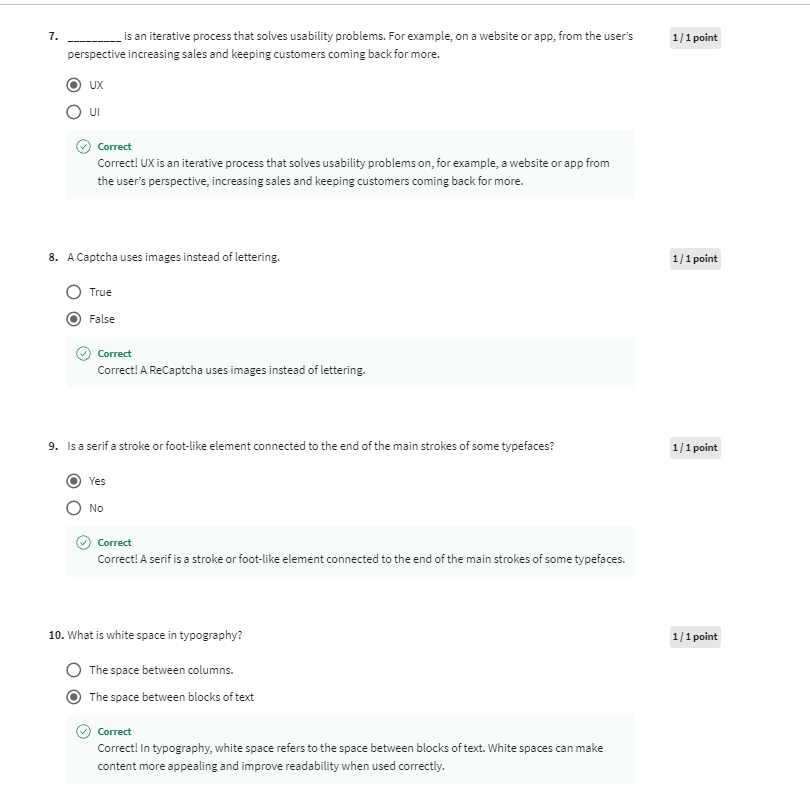 7. _________ is an iterative process that solves usability problems. For example, on a website or app, from the user's
perspective increasing sales and keeping customers coming back for more.
1 / 1 point
UX
UI
Correct
Correct! UX is an iterative process that solves usability problems on, for example, a website or app from
the user's perspective, increasing sales and keeping customers coming back for more.
8. A Captcha uses images instead of lettering.
1 / 1 point
True
False
Correct
Correct! A ReCaptcha uses images instead of lettering.
9. Is a serif a stroke or foot-like element connected to the end of the main strokes of some typefaces?
1 / 1 point
Yes
No
Correct
Correct! A serif is a stroke or foot-like element connected to the end of the main strokes of some typefaces.
10. What is white space in typography?
1 / 1 point
The space between columns.
The space between blocks of text
Correct
Correct! In typography, white space refers to the space between blocks of text. White spaces can make
content more appealing and improve readability when used correctly.